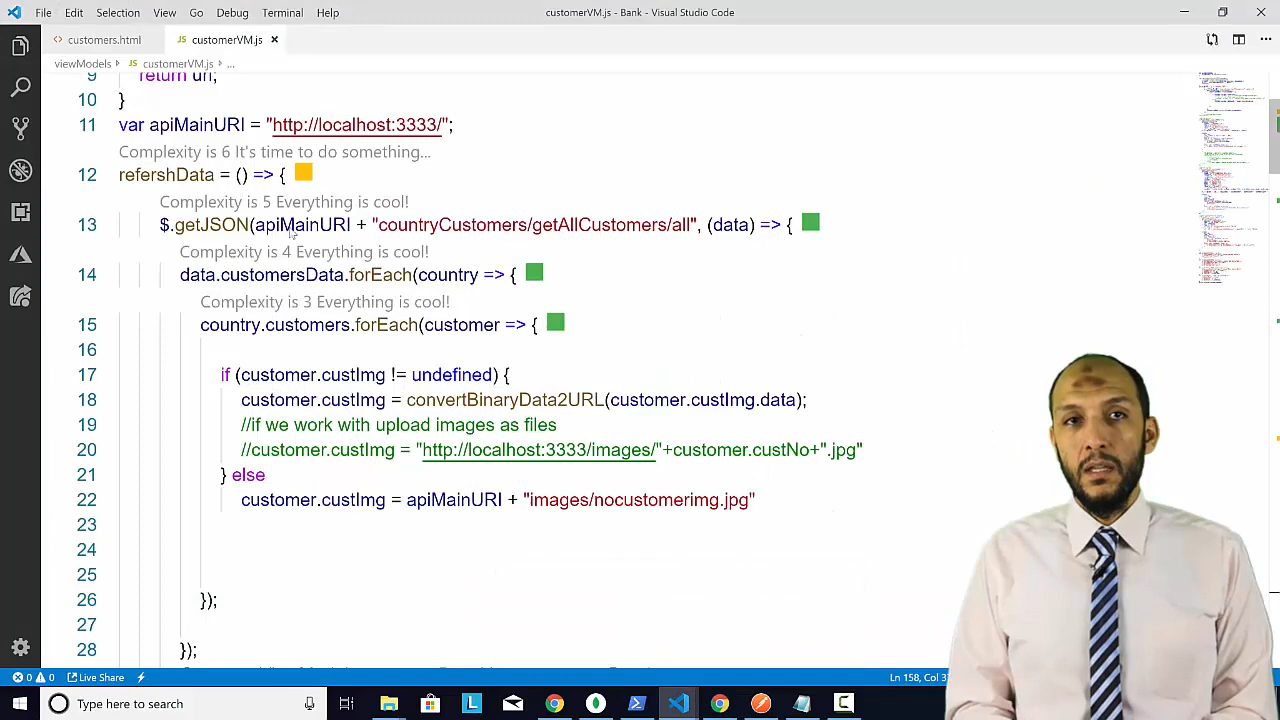 File Edit Selection View Go Debug Terminal Help customerVM.js - Bank - Visual Studio Code
customers.html JS customerVM.js
viewModels JS customerVM.js ...
9 return url;
10 }
11 var apiMainURI = "http://localhost:3333/";
Complexity is 6 It's time to do something...
12 refershData = () => {
Complexity is 5 Everything is cool!
13 $.getJSON(apiMainURI + "countryCustomers/getAllCustomers/all", (data) => {
Complexity is 4 Everything is cool!
14 data.customersData.forEach(country => {
Complexity is 3 Everything is cool!
15 country.customers.forEach(customer => {
16
17 if (customer.custImg != undefined) {
18 customer.custImg = convertBinaryData2URL(customer.custImg.data);
19 //if we work with upload images as files
20 //customer.custImg = "http://localhost:3333/images/"+customer.custNo+".jpg"
21 } else
22 customer.custImg = apiMainURI + "images/nocustomerimg.jpg"
23
24
25
26 });
27
28 });
0 0 Live Share Ln 158, Col
Type here to search